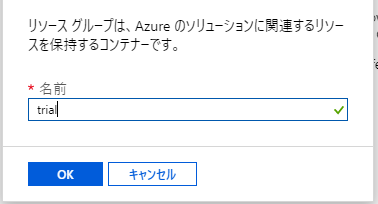 リソース グループは、Azure のソリューションに関連するリソー
スを保持するコンテナーです。
* 名前
trial
OK
キャンセル